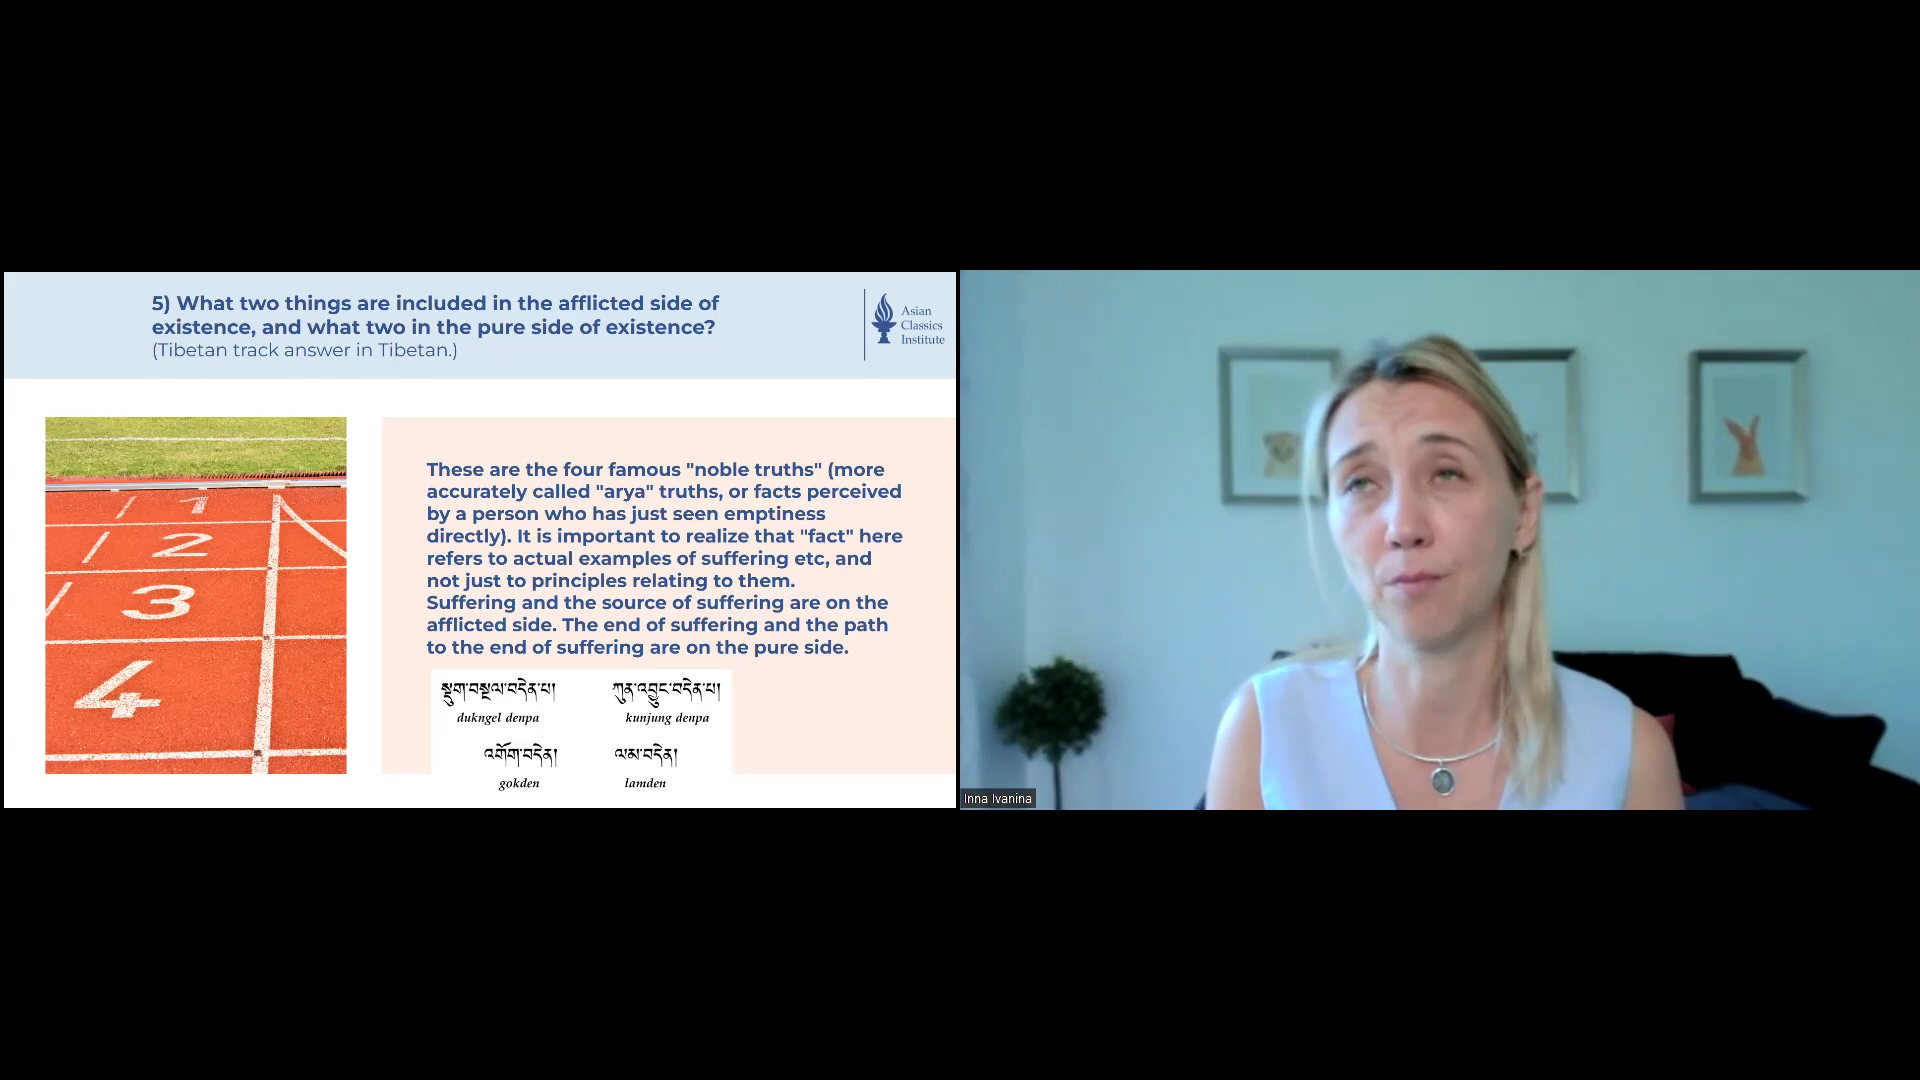 5) What two things are included in the afflicted side of
existence, and what two in the pure side of existence?
(Tibetan track answer in Tibetan.)
Asian
Classics
Institute
1
2
3
4
These are the four famous "noble truths" (more
accurately called "arya" truths, or facts perceived
by a person who has just seen emptiness
directly). It is important to realize that "fact" here
refers to actual examples of suffering etc, and
not just to principles relating to them.
Suffering and the source of suffering are on the
afflicted side. The end of suffering and the path
to the end of suffering are on the pure side.
སྡུག་བསྔལ་བདེན་པ། ཀུན་འབྱུང་བདེན་པ།
dukngel denpa kunjung denpa
འགོག་བདེན། ལམ་བདེན།
gokden lamden
Inna Ivanina